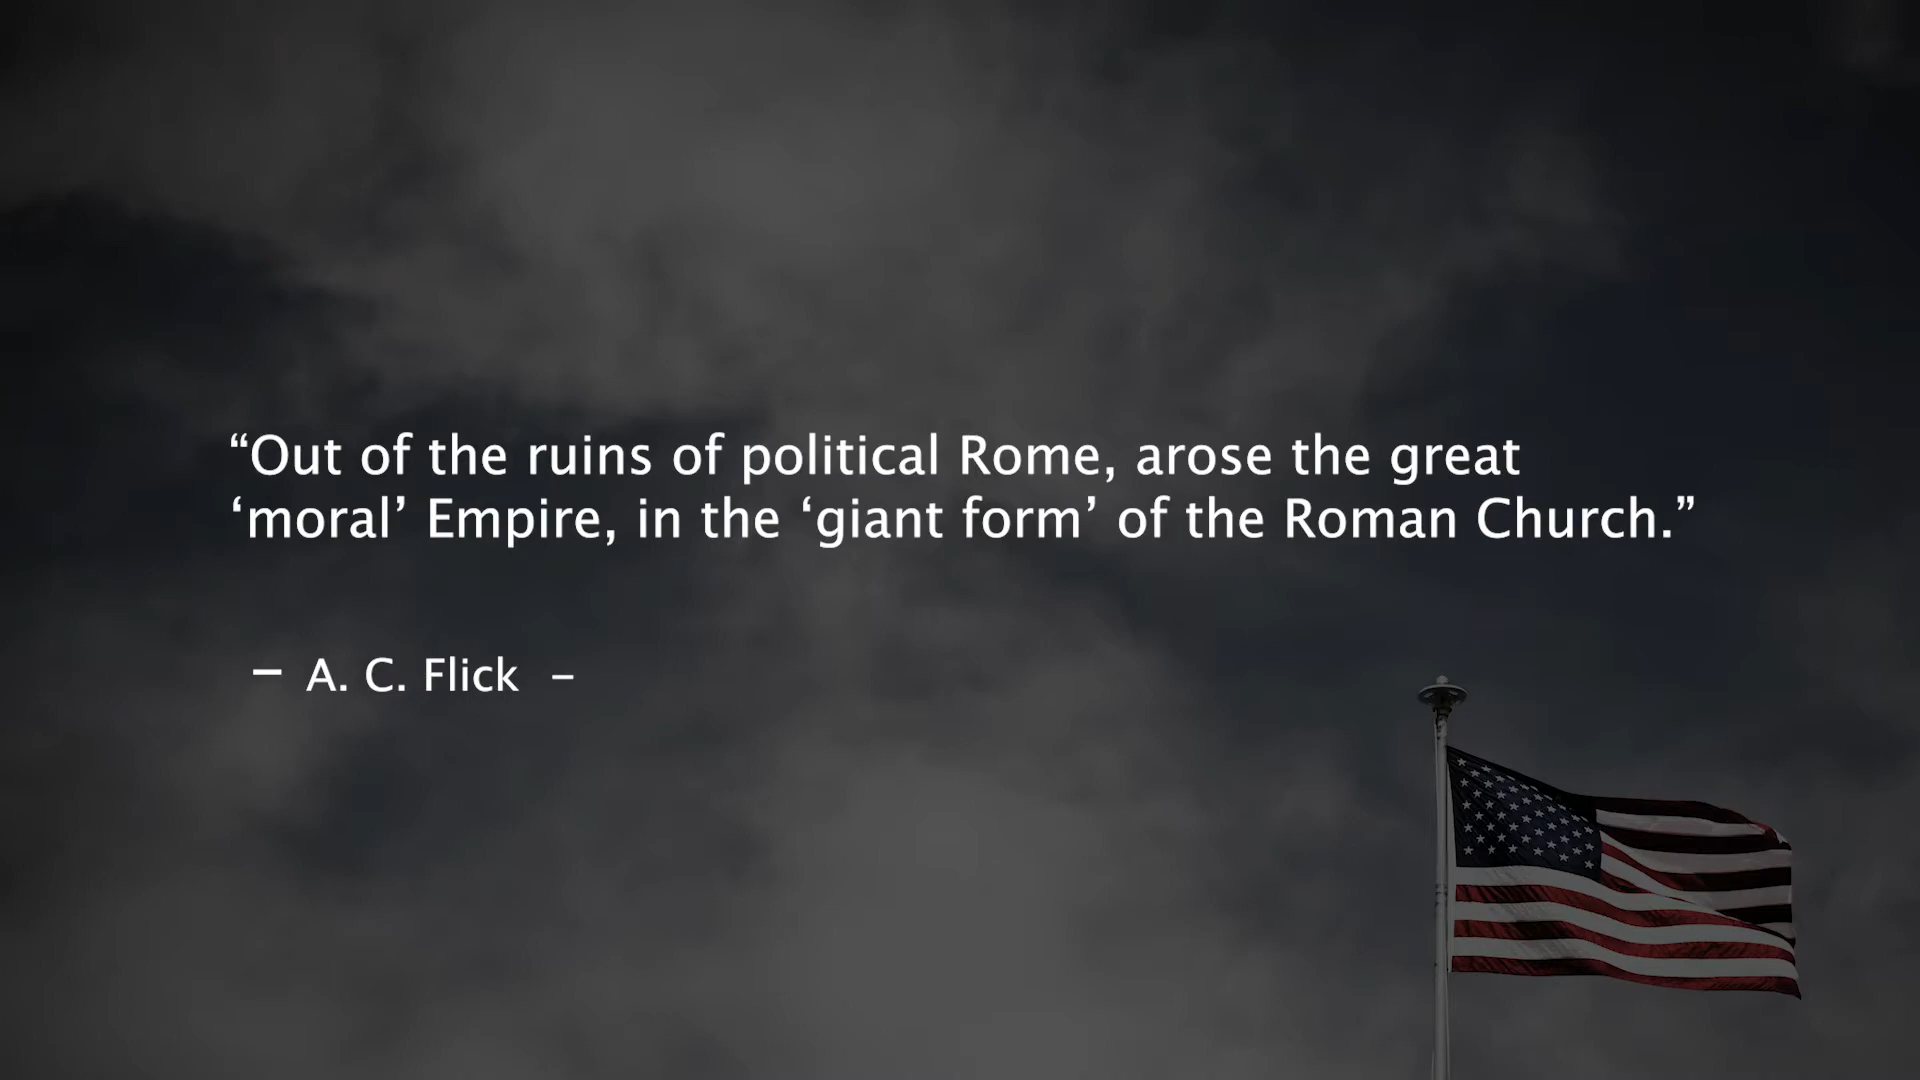 “Out of the ruins of political Rome, arose the great
‘moral’ Empire, in the ‘giant form’ of the Roman Church.”
– A. C. Flick –